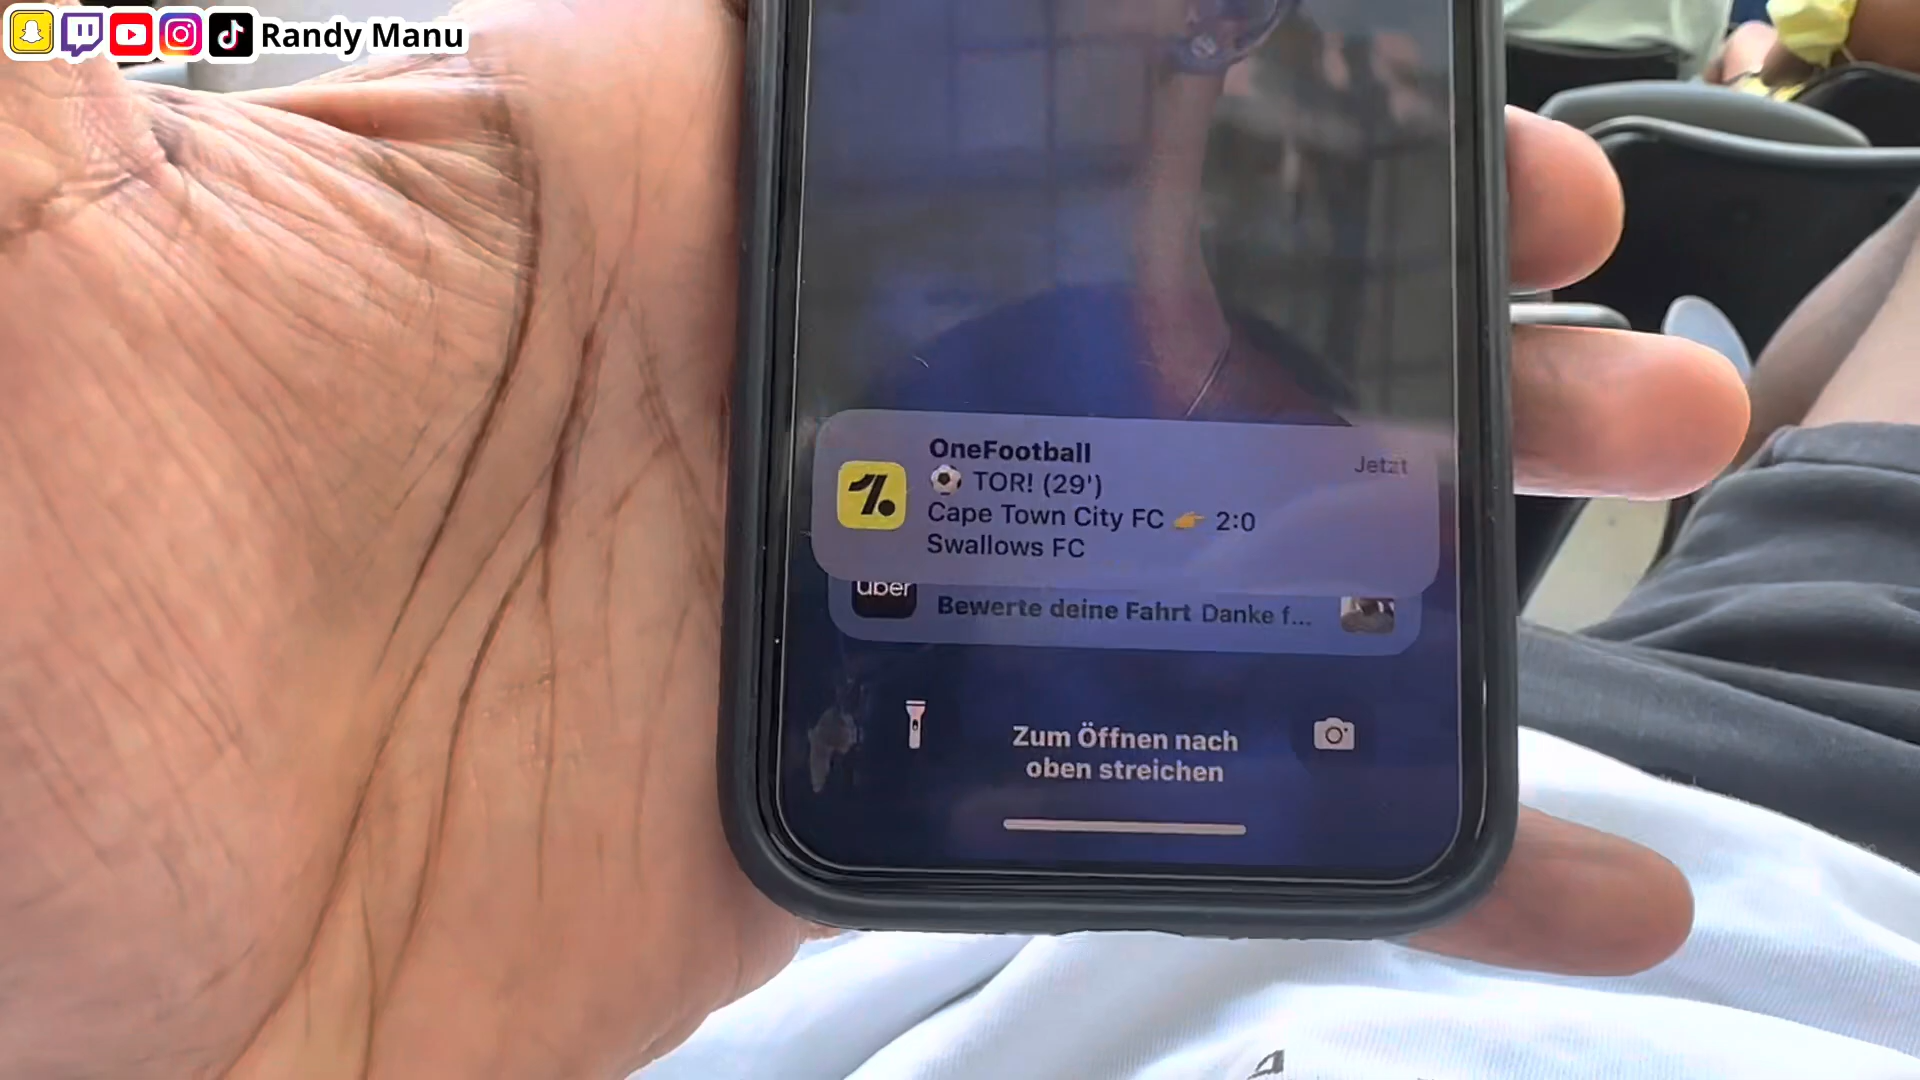 Randy Manu
OneFootball
Jetzt
TOR! (29')
Cape Town City FC 👉 2:0
Swallows FC
Uber
Bewerte deine Fahrt Danke f...
Zum Öffnen nach
oben streichen